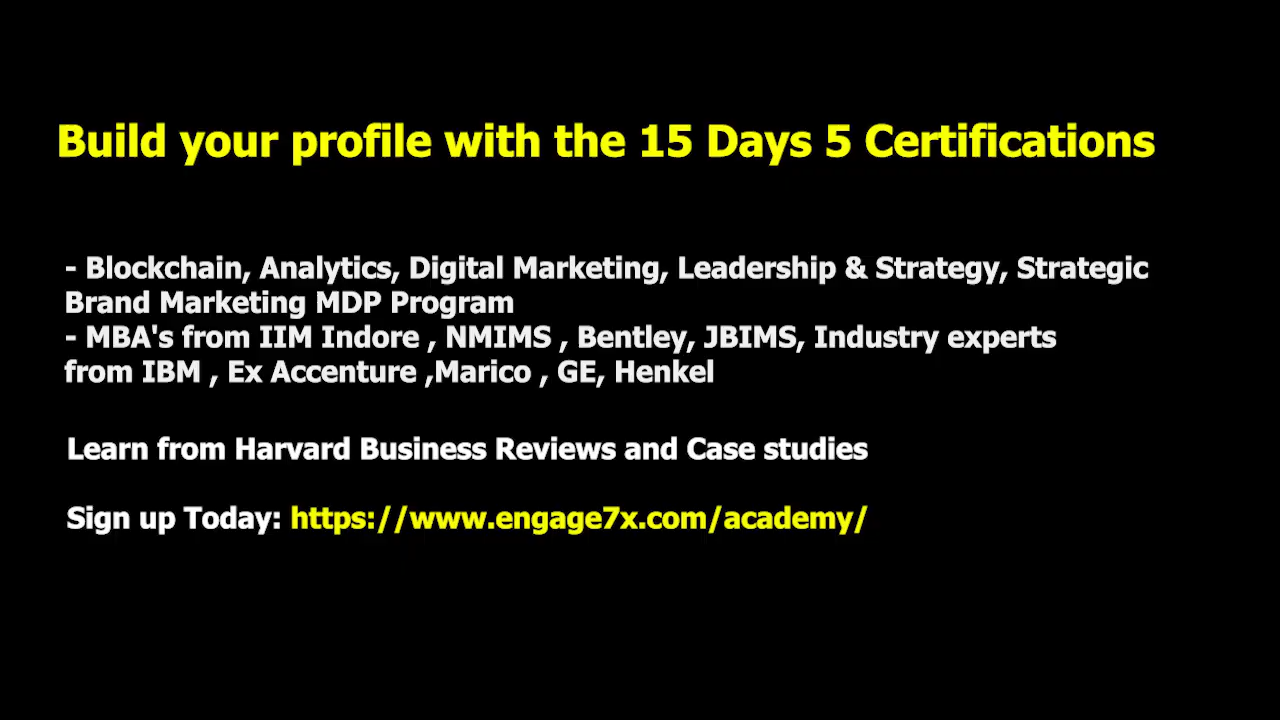 Build your profile with the 15 Days 5 Certifications
- Blockchain, Analytics, Digital Marketing, Leadership & Strategy, Strategic
Brand Marketing MDP Program
- MBA's from IIM Indore , NMIMS , Bentley, JBIMS, Industry experts
from IBM , Ex Accenture ,Marico , GE, Henkel
Learn from Harvard Business Reviews and Case studies
Sign up Today: https://www.engage7x.com/academy/